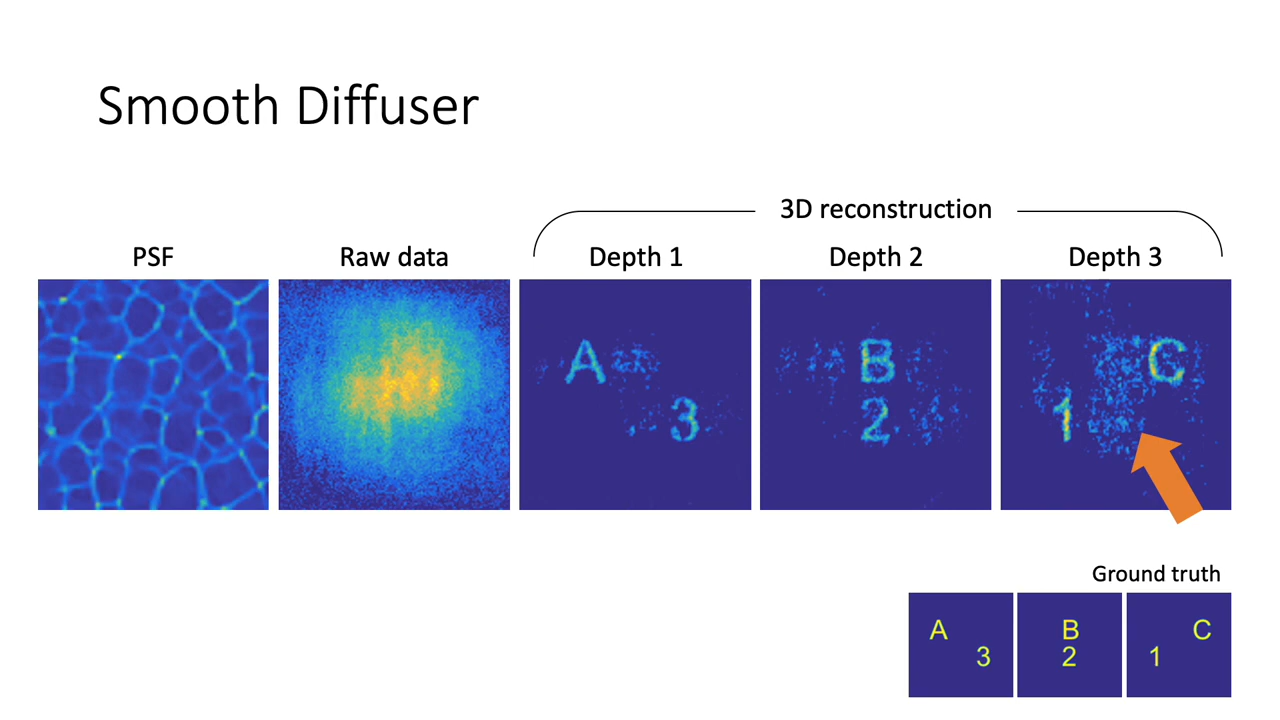 Smooth Diffuser
3D reconstruction
PSF
Raw data
Depth 1
Depth 2
Depth 3
A
3
B
2
C
1
Ground truth
A
3
B
2
C
1